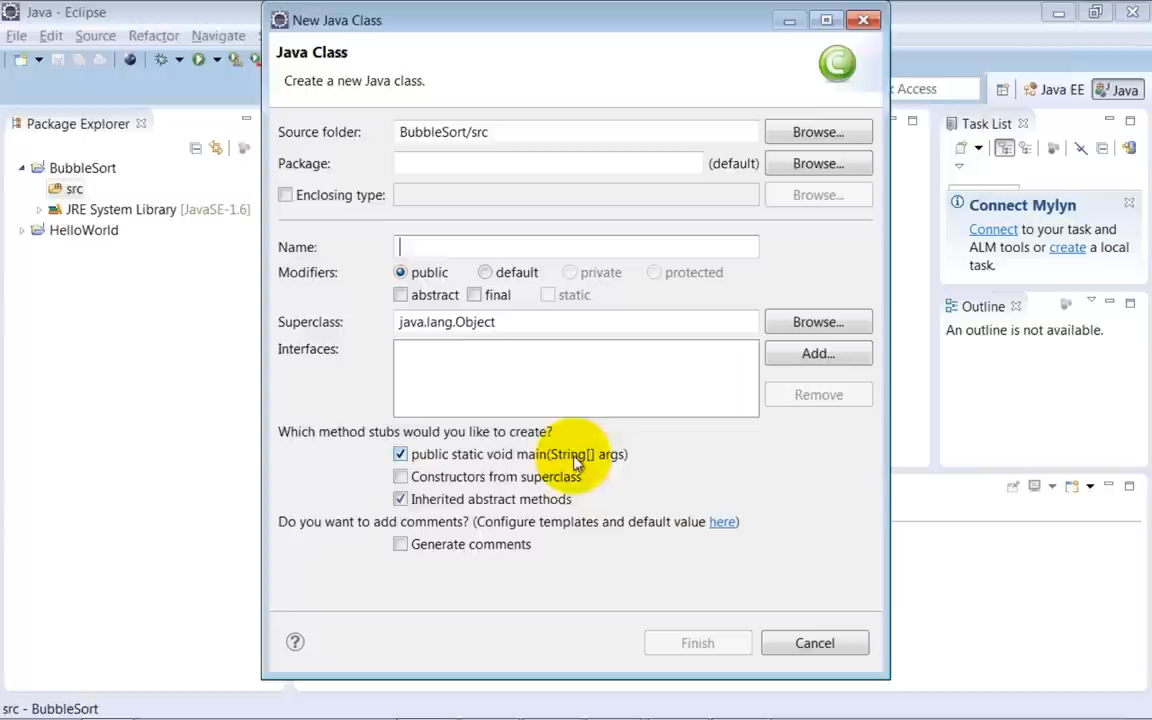 Java - Eclipse
New Java Class
File Edit Source Refactor Navigate
Java Class
Create a new Java class.
Access
Java EE
Java
Package Explorer
Task List
Source folder: BubbleSort/src Browse...
Package: (default) Browse...
Enclosing type: Browse...
BubbleSort
src
JRE System Library [JavaSE-1.6]
HelloWorld
Connect Mylyn
Connect to your task and
ALM tools or create a local
task.
Name:
Modifiers: public default private protected
abstract final static
Superclass: java.lang.Object Browse...
Interfaces: Add...
Remove
Outline
An outline is not available.
Which method stubs would you like to create?
public static void main(String[] args)
Constructors from superclass
Inherited abstract methods
Do you want to add comments? (Configure templates and default value here)
Generate comments
Finish Cancel
src - BubbleSort